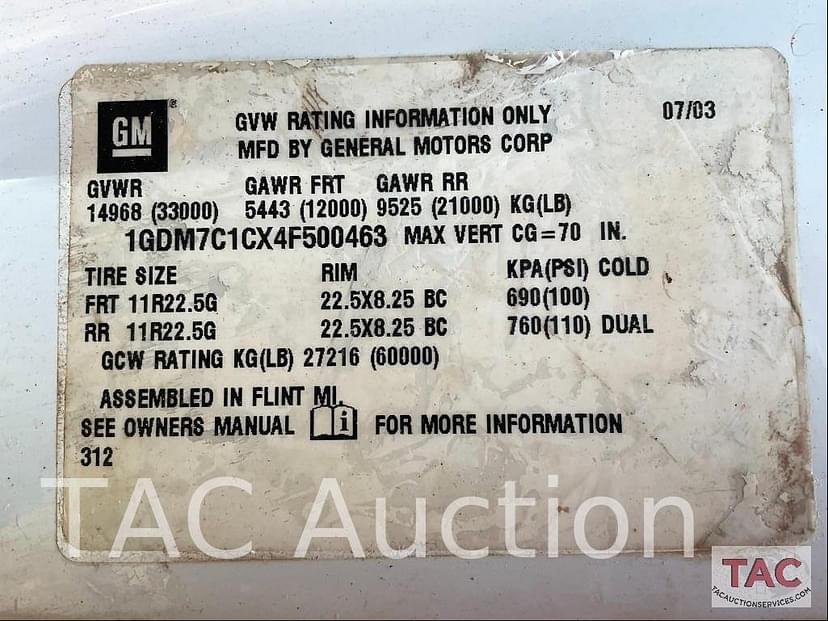 GM®
GVW RATING INFORMATION ONLY 07/03
MFD BY GENERAL MOTORS CORP
GVWR GAWR FRT GAWR RR
14968 (33000) 5443 (12000) 9525 (21000) KG(LB)
1GDM7C1CX4F500463 MAX VERT CG=70 IN.
TIRE SIZE RIM KPA(PSI) COLD
FRT 11R22.5G 22.5X8.25 BC 690(100)
RR 11R22.5G 22.5X8.25 BC 760(110) DUAL
GCW RATING KG(LB) 27216 (60000)
ASSEMBLED IN FLINT MI.
SEE OWNERS MANUAL i FOR MORE INFORMATION
312
TAC Auction
TAC
TACAUCTIONSERVICES.COM